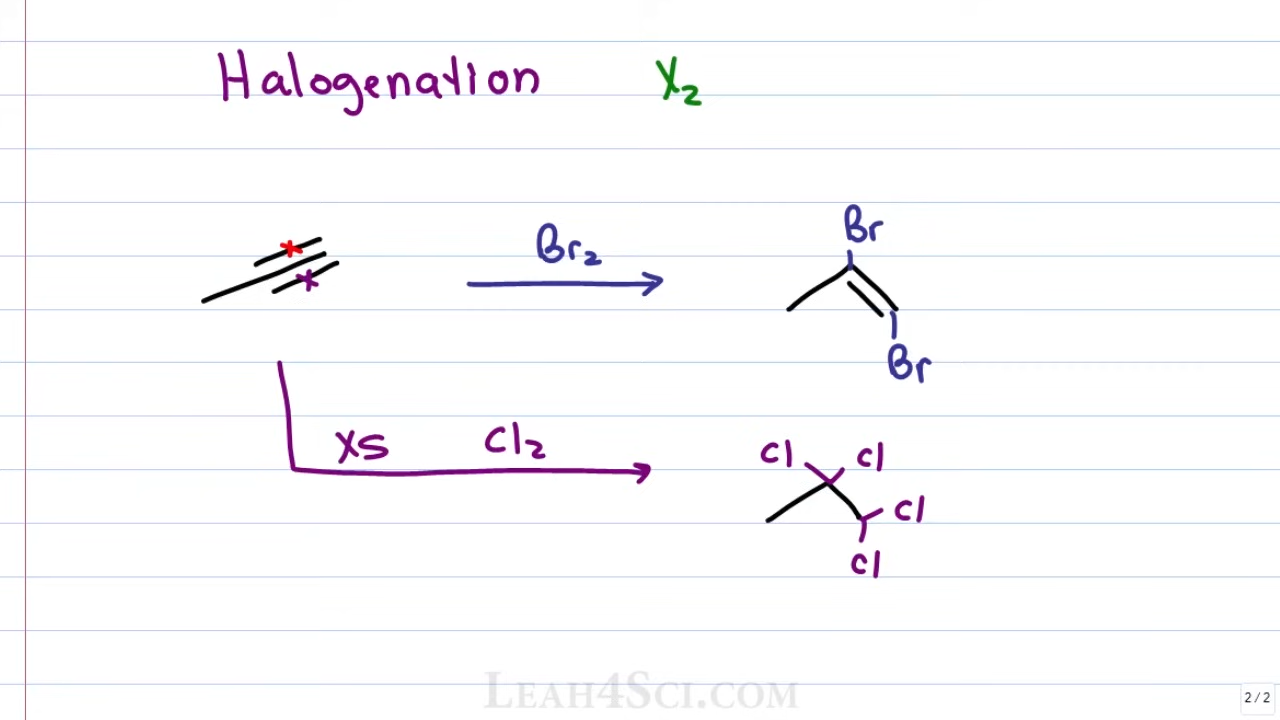 Halogenation X₂
Br₂
Br
Br
XS Cl₂
Cl Cl
Cl
Cl
LEAH4SCI.COM
2/2